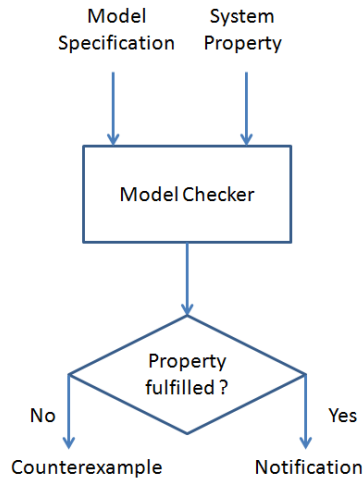 Model
Specification
System
Property
Model Checker
Property
fulfilled ?
No
Yes
Counterexample
Notification